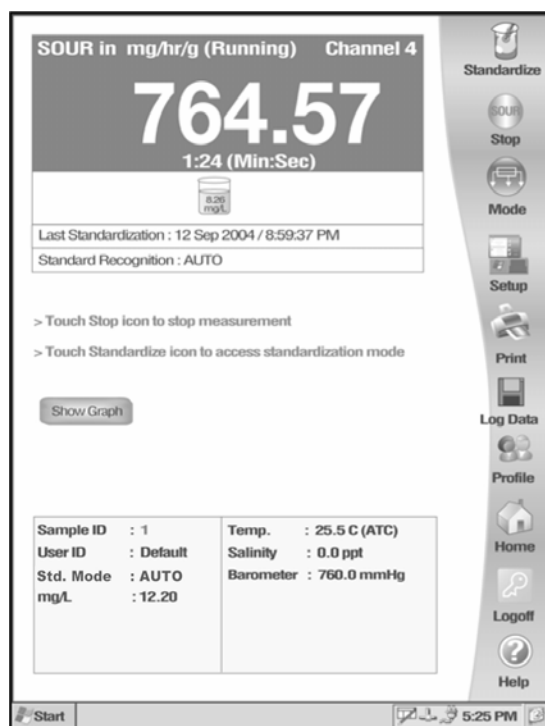 SOUR in mg/hr/g (Running) Channel 4
764.57
1:24 (Min:Sec)
8.26
mg/L
Last Standardization : 12 Sep 2004 / 8:59:37 PM
Standard Recognition : AUTO
> Touch Stop icon to stop measurement
> Touch Standardize icon to access standardization mode
Show Graph
Sample ID : 1
User ID : Default
Std. Mode : AUTO
mg/L : 12.20
Temp. : 25.5 C (ATC)
Salinity : 0.0 ppt
Barometer : 760.0 mmHg
Standardize
SOUR
Stop
Mode
Setup
Print
Log Data
Profile
Home
Logoff
Help
Start
5:25 PM